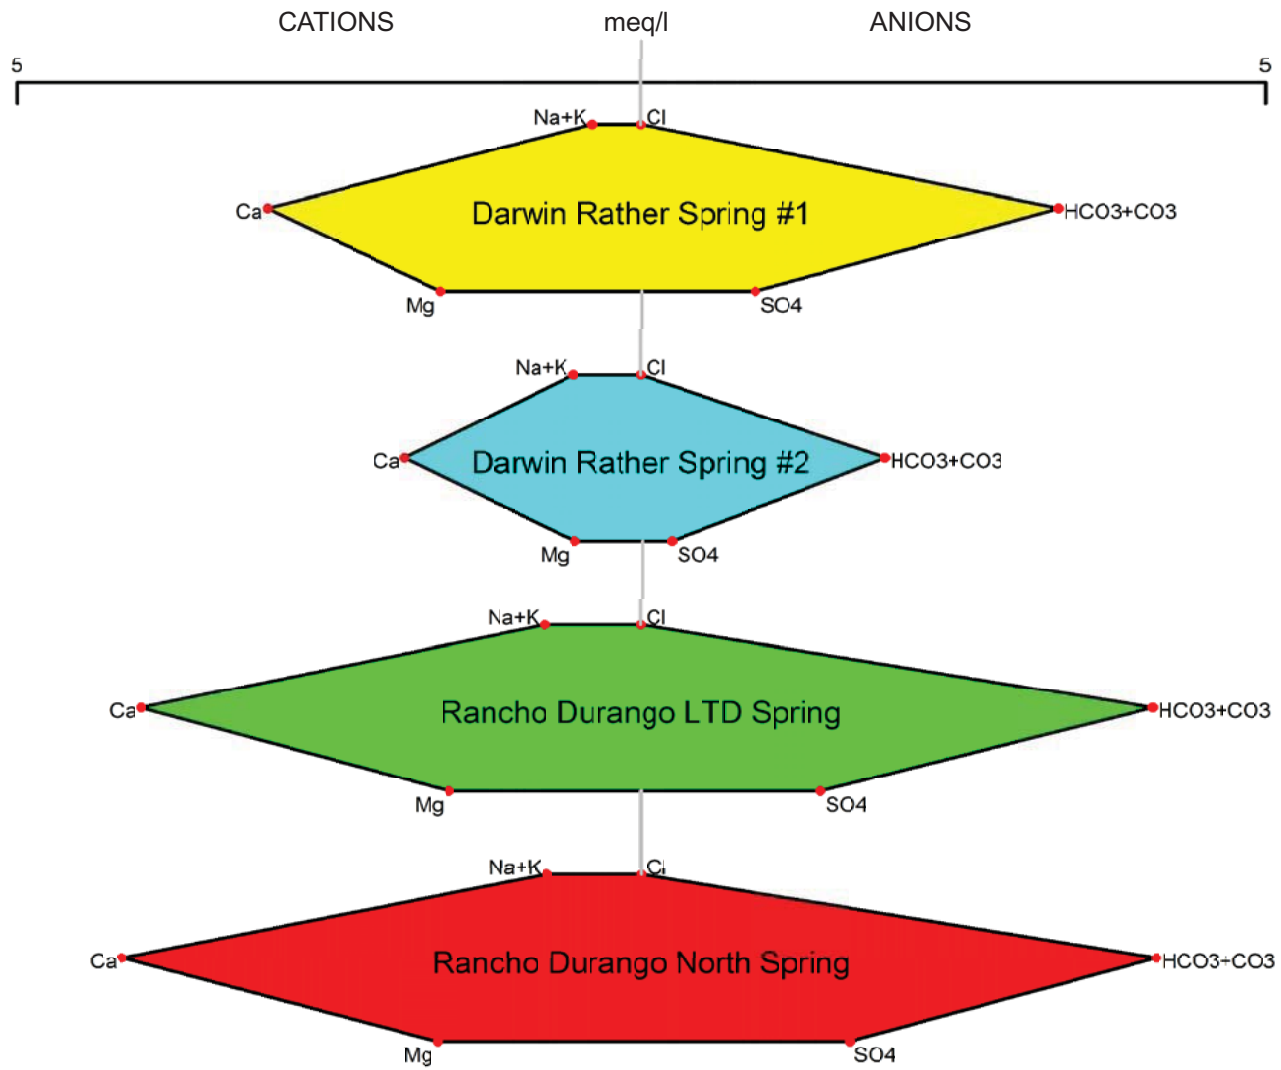 CATIONS meq/l ANIONS
5 5
Na+K Cl
Ca Darwin Rather Spring #1 HCO3+CO3
Mg SO4
Na+K Cl
Ca Darwin Rather Spring #2 HCO3+CO3
Mg SO4
Na+K Cl
Ca Rancho Durango LTD Spring HCO3+CO3
Mg SO4
Na+K Cl
Ca Rancho Durango North Spring HCO3+CO3
Mg SO4